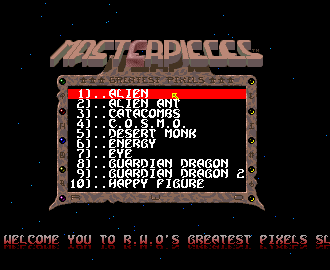 MASTERPIECES™
GREATEST PIXELS
1)..ALIEN
2)..ALIEN ANT
3)..CATACOMBS
4)..C.O.S.M.O.
5)..DESERT MONK
6)..ENERGY
7)..EYE
8)..GUARDIAN DRAGON
9)..GUARDIAN DRAGON 2
10)..HAPPY FIGURE
WELCOME YOU TO R.W.O'S GREATEST PIXELS SL